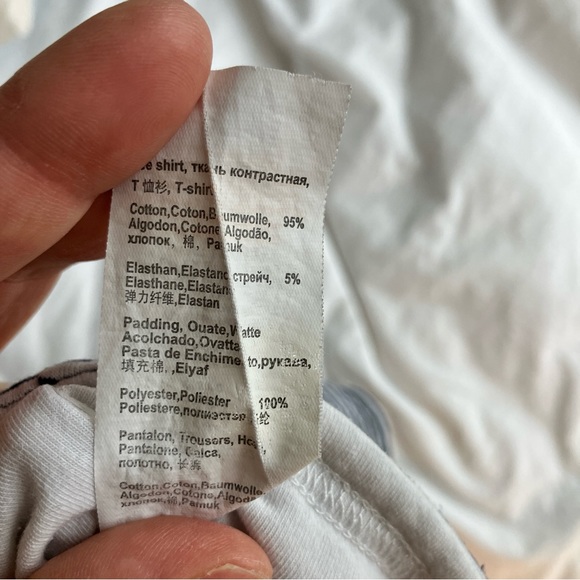 shirt, ткань контрастная,
T 恤衫, T-shirt
Cotton,Coton,Baumwolle, 95%
Algodon,Cotone Algodão,
хлопок, 棉, Pamuk
Elasthan,Elastano стрейч, 5%
Elasthane,Elastan
弹力纤维,Elastan
Padding, Ouate,Watte
Acolchado,Ovatta
Pasta de Enchime to,рукава,
填充棉, ,Elyaf
Polyester,Poliester 100%
Poliestere,полиэстер 纶
Pantalon, Trousers,
Pantalone, Calca,
полотно, 长裤
Cotton,Coton,Baumwolle
Algodon,Cotone,Algodã
хлопок,棉,Pamuk